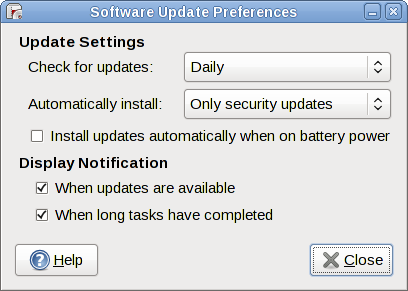 Software Update Preferences
Update Settings
Check for updates: Daily
Automatically install: Only security updates
Install updates automatically when on battery power
Display Notification
When updates are available
When long tasks have completed
Help Close